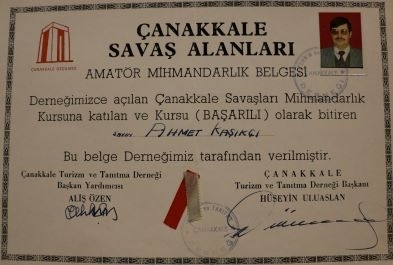 ÇANAKKALE
SAVAŞ ALANLARI
AMATÖR MİHMANDARLIK BELGESİ
Derneğimizce açılan Çanakkale Savaşları Mihmandarlık
Kursuna katılan ve Kursu (BAŞARILI) olarak bitiren
sayın AHMET KAŞIKÇI
Bu belge Derneğimiz tarafından verilmiştir.
Çanakkale Turizm ve Tanıtma Derneği
Başkan Yardımcısı
ALİŞ ÖZEN
ÇANAKKALE
Turizm ve Tanıtma Derneği Başkanı
HÜSEYİN ULUASLAN
ÇANAKKALE
DERNEĞİ